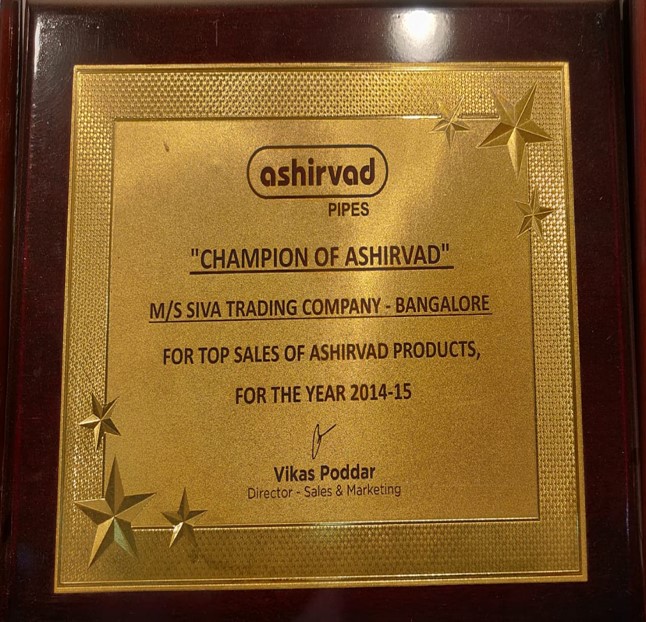 ashirvad
PIPES
"CHAMPION OF ASHIRVAD"
M/S SIVA TRADING COMPANY - BANGALORE
FOR TOP SALES OF ASHIRVAD PRODUCTS,
FOR THE YEAR 2014-15
Vikas Poddar
Director - Sales & Marketing